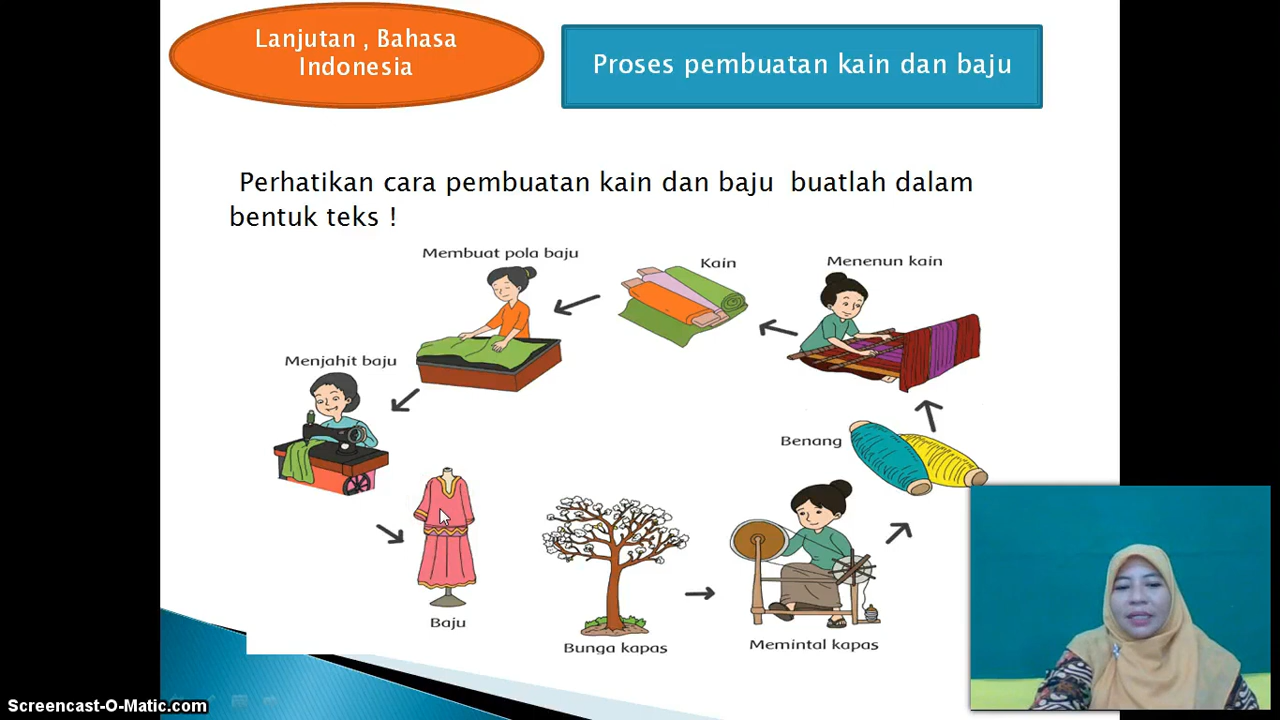 Lanjutan , Bahasa
Indonesia
Proses pembuatan kain dan baju
Perhatikan cara pembuatan kain dan baju buatlah dalam
bentuk teks !
Membuat pola baju
Kain
Menenun kain
Menjahit baju
Benang
Baju
Bunga kapas
Memintal kapas
Screencast-O-Matic.com